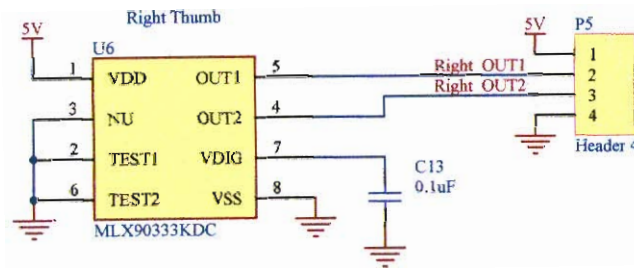 Right Thumb
5V
U6
1 VDD OUT1 5
3 NU OUT2 4
2 TEST1 VDIG 7
6 TEST2 VSS 8
MLX90333KDC
C13
0.1uF
Right OUT1
Right OUT2
5V
P5
1
2
3
4
Header 4